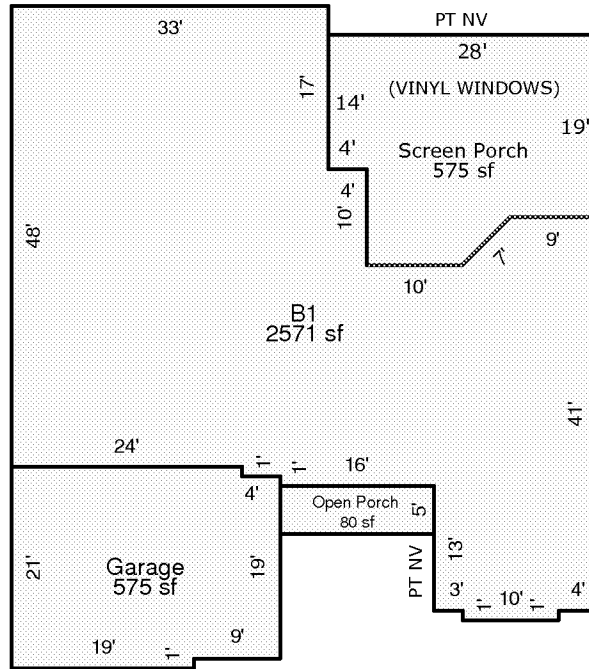 33'
PT NV
28'
(VINYL WINDOWS)
17'
14'
19'
4'
Screen Porch
575 sf
4'
10'
48'
9'
7'
10'
B1
2571 sf
41'
24'
1'
1'
16'
4'
Open Porch
80 sf
5'
21'
Garage
575 sf
19'
PT NV
13'
3'
1'
10'
1'
4'
19'
1'
9'